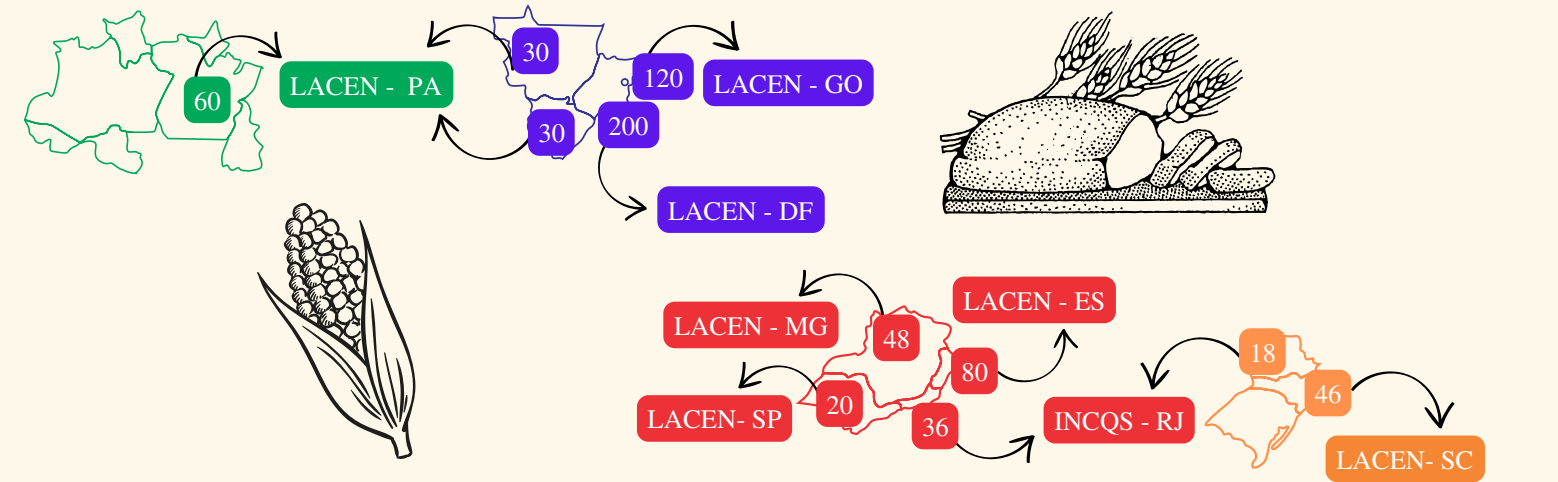 60
LACEN - PA
30
30
120
200
LACEN - GO
LACEN - DF
LACEN - MG
48
LACEN - ES
80
LACEN- SP
20
36
INCQS - RJ
18
46
LACEN- SC